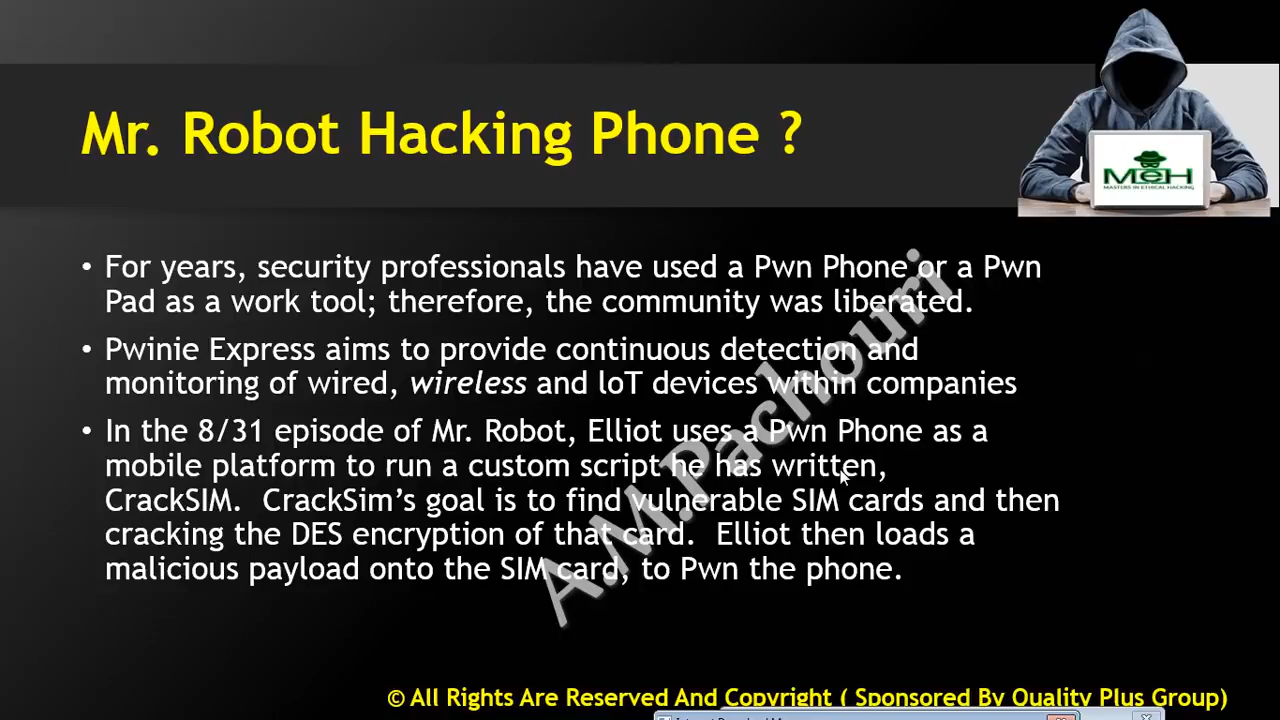 Mr. Robot Hacking Phone ?
MEH
MASTERS IN ETHICAL HACKING
• For years, security professionals have used a Pwn Phone or a Pwn
Pad as a work tool; therefore, the community was liberated.
• Pwinie Express aims to provide continuous detection and
monitoring of wired, wireless and loT devices within companies
• In the 8/31 episode of Mr. Robot, Elliot uses a Pwn Phone as a
mobile platform to run a custom script he has written,
CrackSIM.  CrackSim’s goal is to find vulnerable SIM cards and then
cracking the DES encryption of that card.  Elliot then loads a
malicious payload onto the SIM card, to Pwn the phone.
A.M.Pachouri
© All Rights Are Reserved And Copyright ( Sponsored By Quality Plus Group)